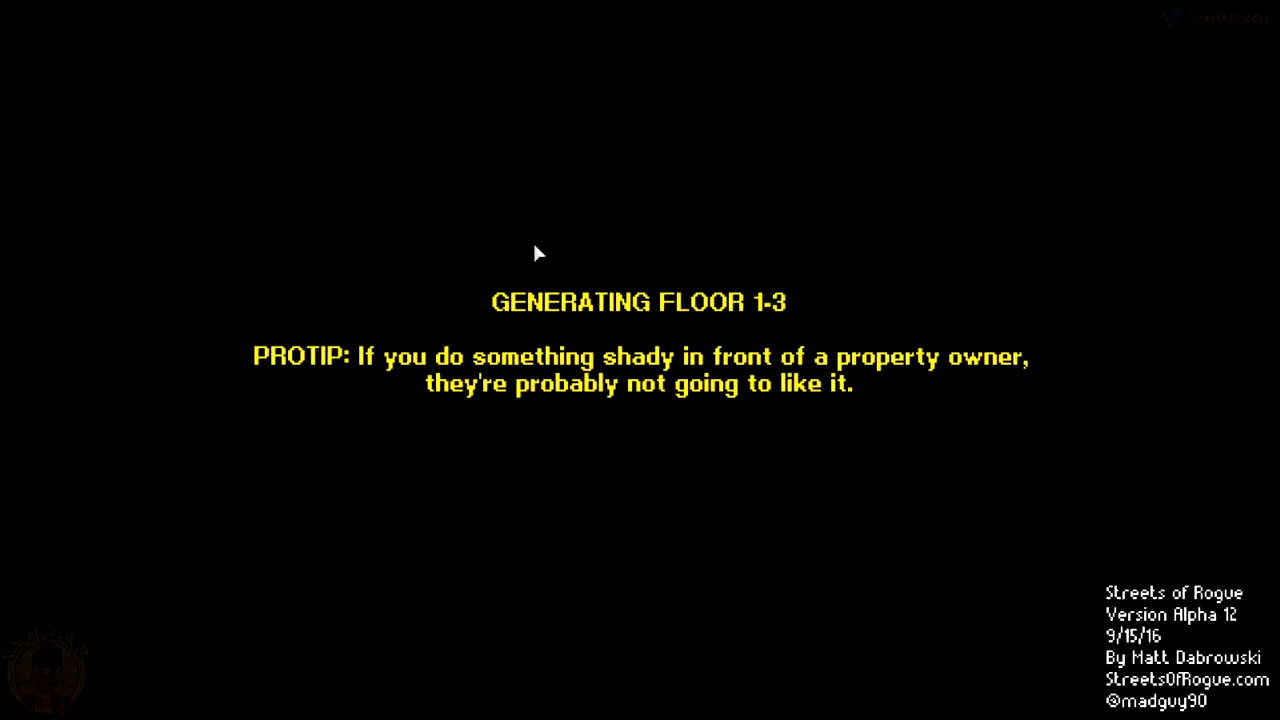 GENERATING FLOOR 1-3
PROTIP: If you do something shady in front of a property owner,
they're probably not going to like it.
Streets of Rogue
Version Alpha 12
9/15/16
By Matt Dabrowski
StreetsOfRogue.com
@madguy90